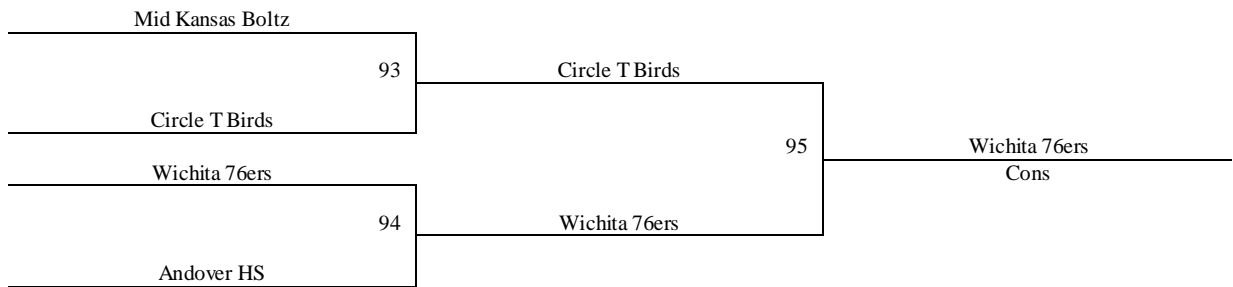 Mid Kansas Boltz
93
Circle T Birds
Circle T Birds
95
Wichita 76ers
Wichita 76ers
Cons
94
Wichita 76ers
Andover HS